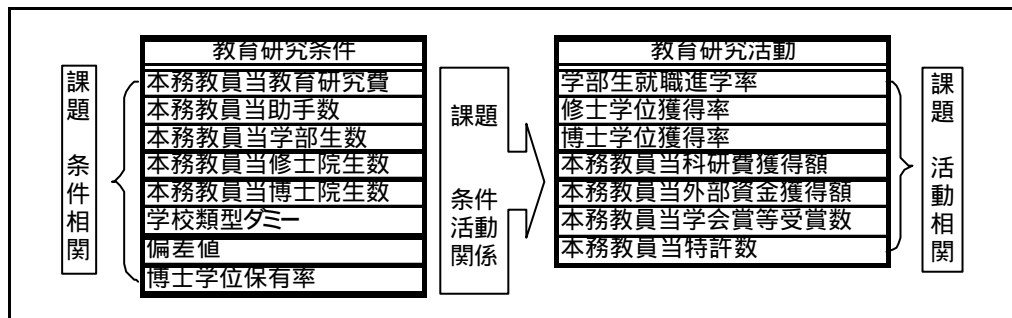 課題 条件相関
教育研究条件
本務教員当教育研究費
本務教員当助手数
本務教員当学部生数
本務教員当修士院生数
本務教員当博士院生数
学校類型ダミー
偏差値
博士学位保有率
課題
条件
活動
関係
教育研究活動
学部生就職進学率
修士学位獲得率
博士学位獲得率
本務教員当科研費獲得額
本務教員当外部資金獲得額
本務教員当学会賞等受賞数
本務教員当特許数
課題 活動相関